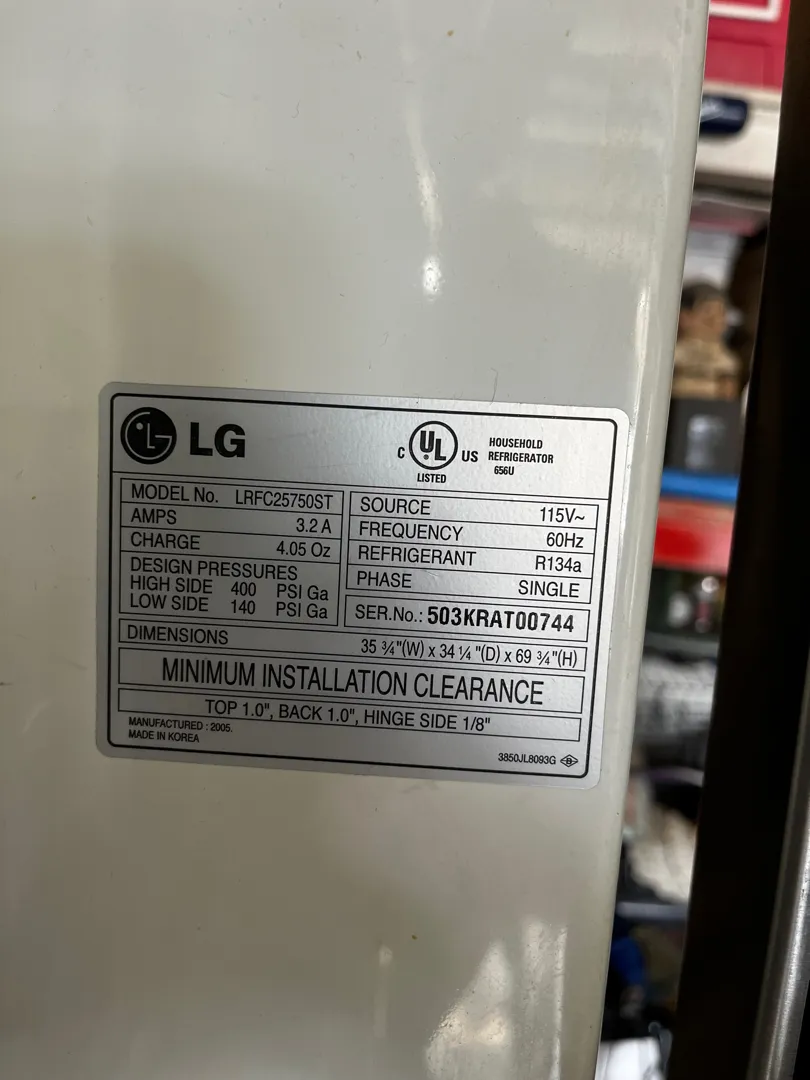 LG
C UL US
LISTED
HOUSEHOLD
REFRIGERATOR
656U
MODEL No. LRFC25750ST
AMPS 3.2 A
CHARGE 4.05 Oz
DESIGN PRESSURES
HIGH SIDE 400 PSI Ga
LOW SIDE 140 PSI Ga
SOURCE 115V~
FREQUENCY 60Hz
REFRIGERANT R134a
PHASE SINGLE
SER.No.: 503KRAT00744
DIMENSIONS 35 ¾"(W) x 34 ¼ "(D) x 69 ¾"(H)
MINIMUM INSTALLATION CLEARANCE
TOP 1.0", BACK 1.0", HINGE SIDE 1/8"
MANUFACTURED : 2005.
MADE IN KOREA
3850JL8093G B